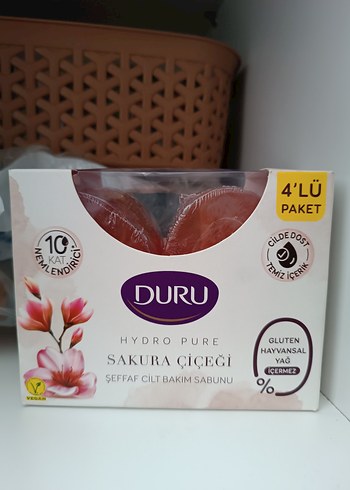 4'LÜ
PAKET
10
KAT
NEMLENDİRİCİ
CİLDE DOST
TEMİZ İÇERİK
DURU
HYDRO PURE
SAKURA ÇİÇEĞİ
ŞEFFAF CİLT BAKIM SABUNU
GLUTEN
HAYVANSAL
YAĞ
İÇERMEZ
%0
V
VEGAN